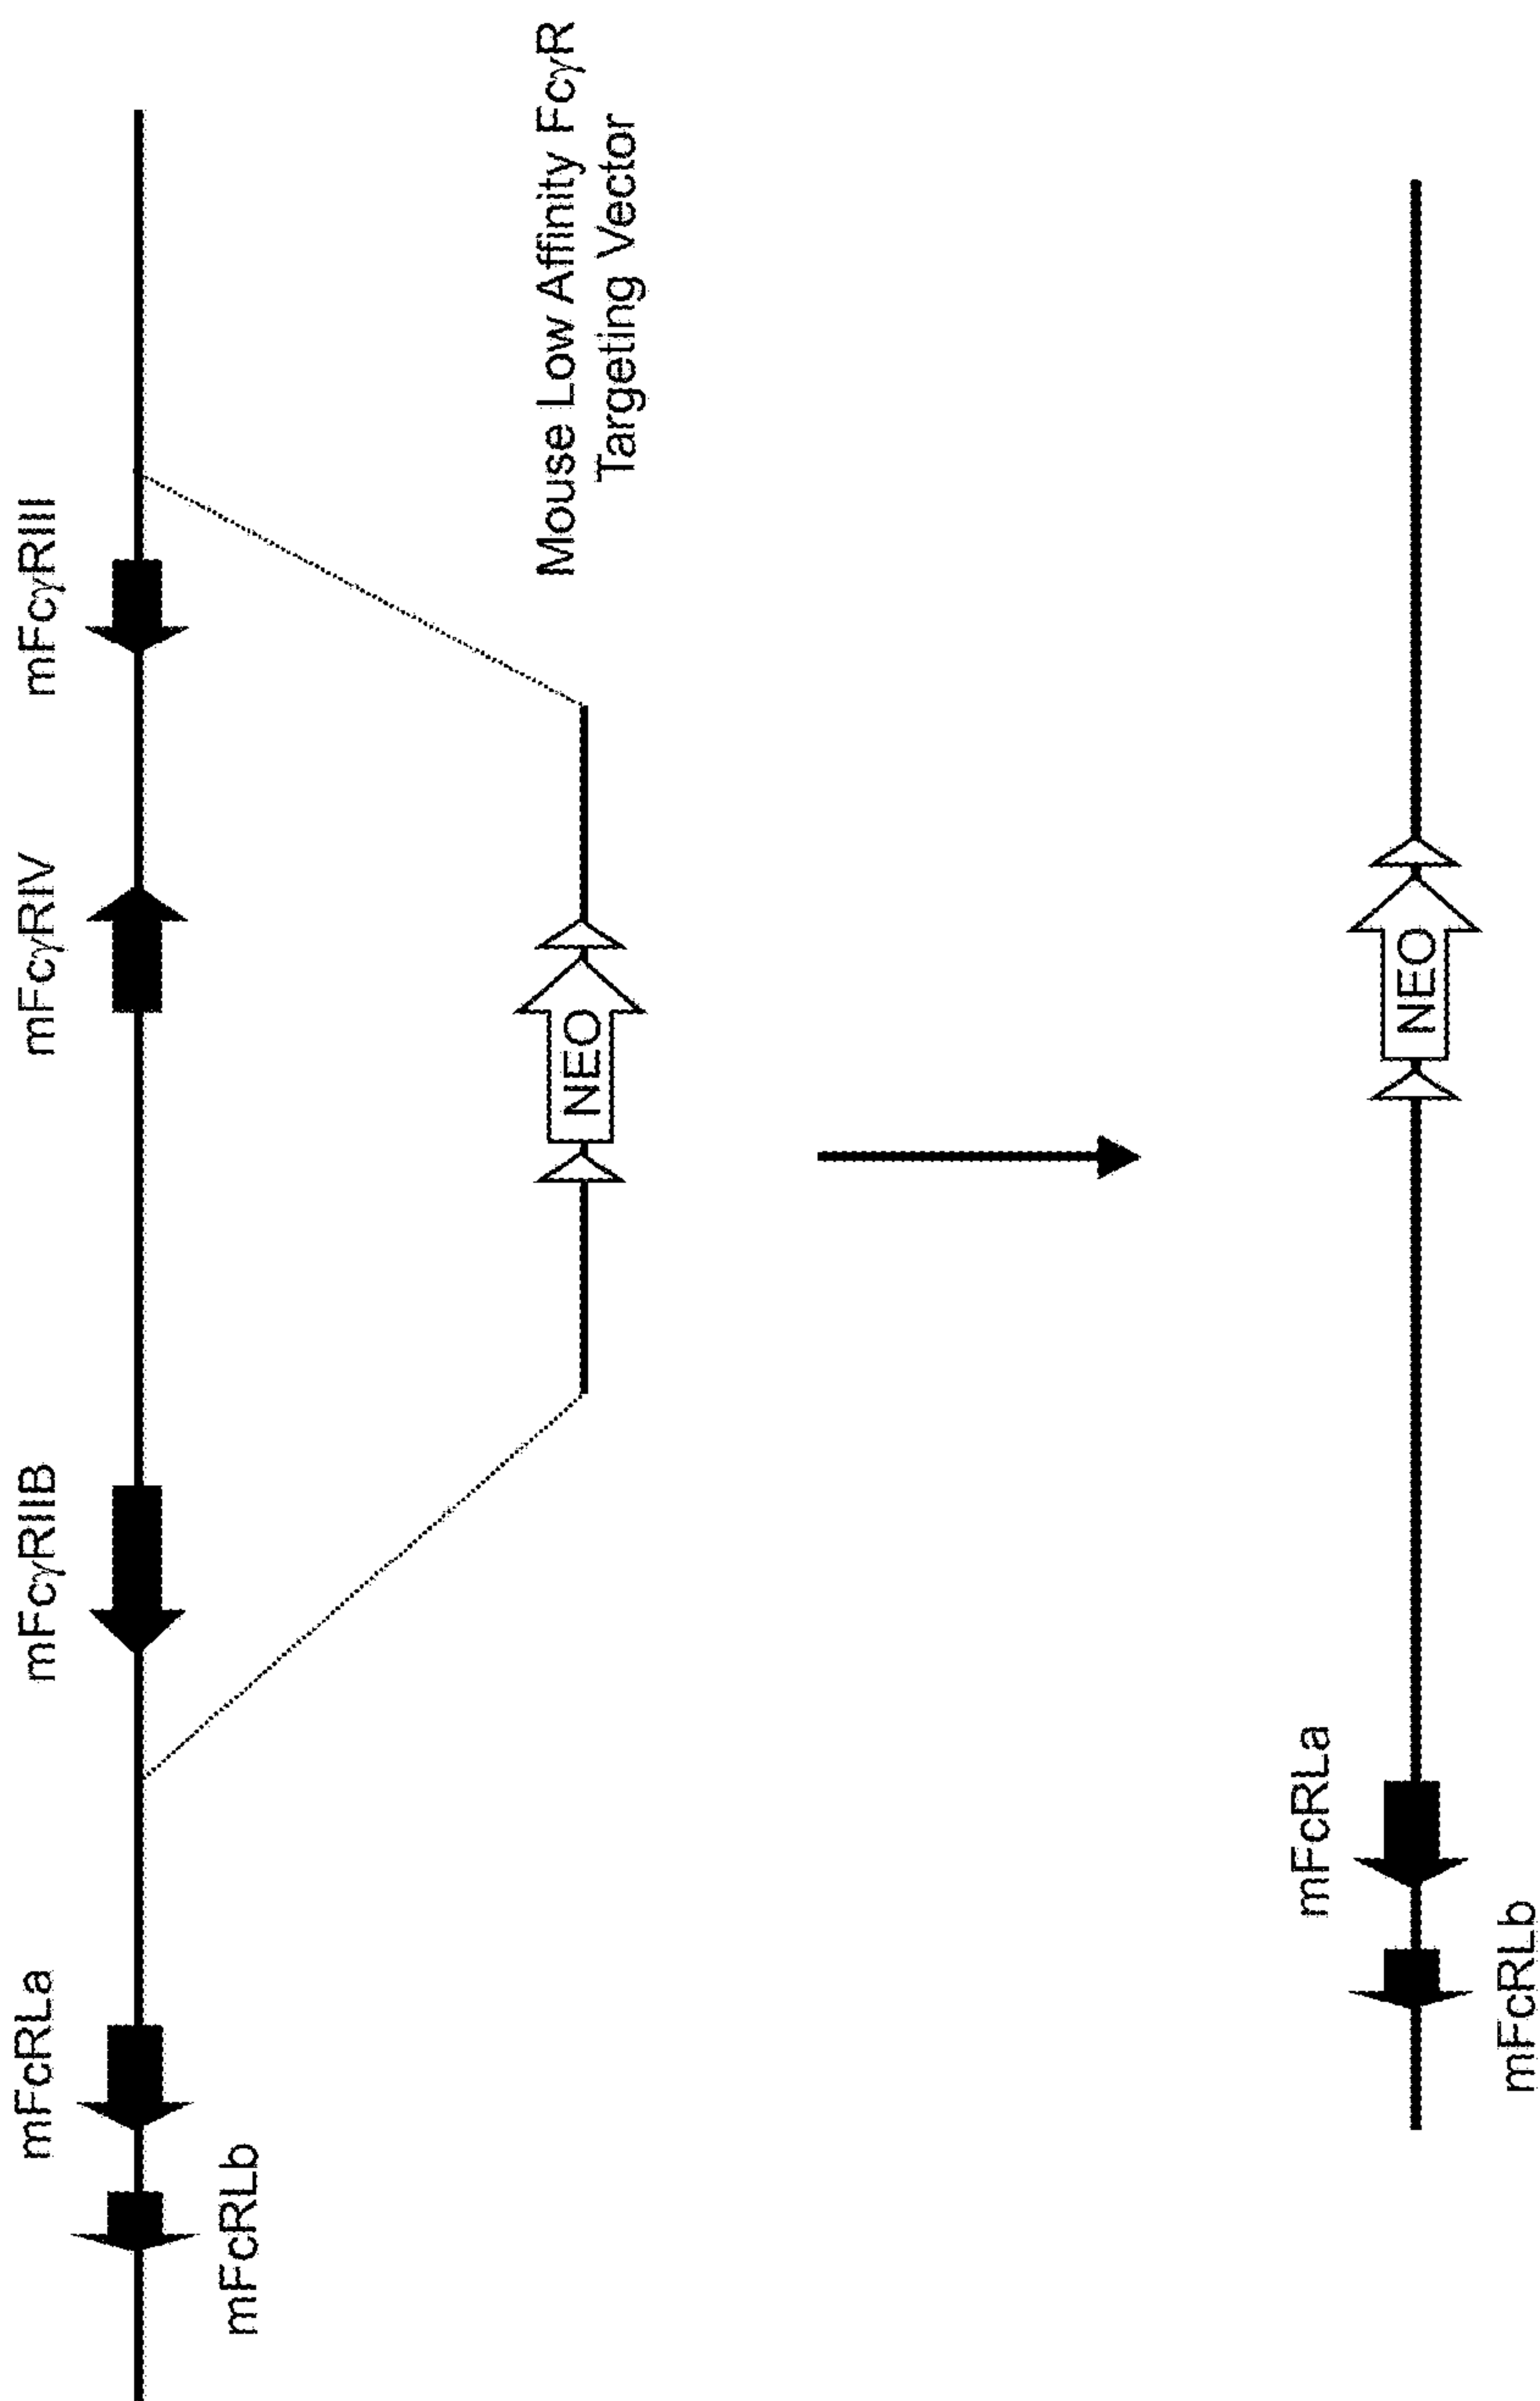 mFcRLa
mFcγRIIB
mFcγRIV
mFcγRIII
mFcRLb
NEO
Mouse Low Affinity FcγR
Targeting Vector
mFcRLa
NEO
mFcRLb